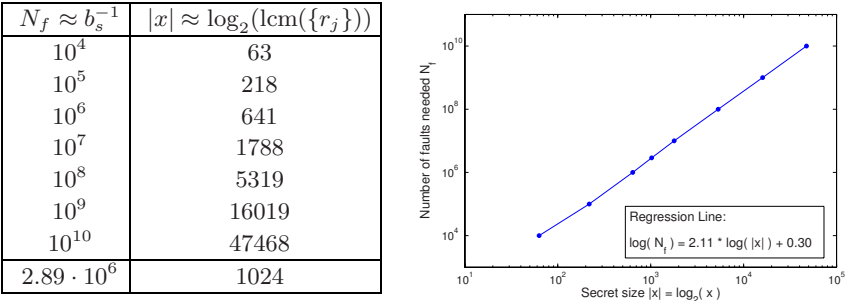 N_f ≈ b_s^{-1} |x| ≈ log_2(lcm({r_j}))
10^4 63
10^5 218
10^6 641
10^7 1788
10^8 5319
10^9 16019
10^{10} 47468
2.89 · 10^6 1024
Number of faults needed N_f
10^{10}
10^8
10^6
10^4
Regression Line:
log( N_f ) = 2.11 * log( |x| ) + 0.30
10^1 10^2 10^3 10^4 10^5
Secret size |x| = log_2( x )